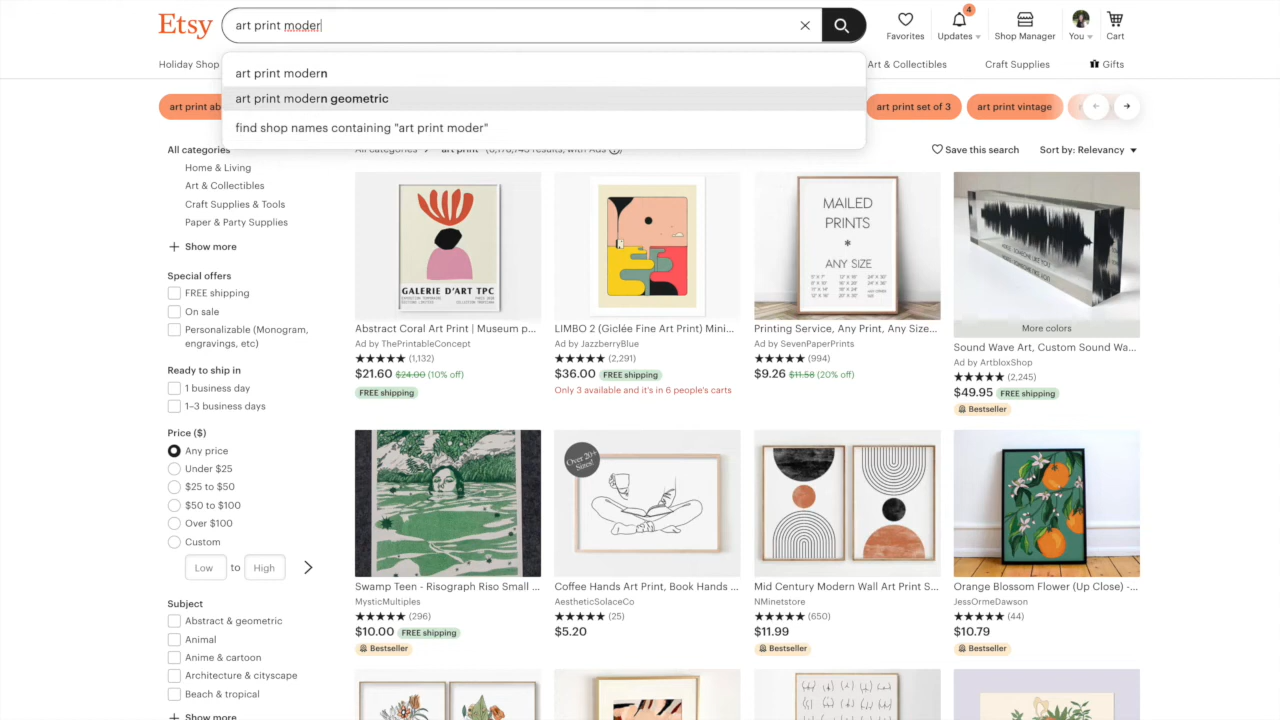 Etsy
art print moder
4
Favorites
Updates
Shop Manager
You
Cart
Holiday Shop
Art & Collectibles
Craft Supplies
Gifts
art print modern
art print modern geometric
find shop names containing "art print moder"
art print ab
art print set of 3
art print vintage
All categories
Save this search
Sort by: Relevancy
All categories
Home & Living
Art & Collectibles
Craft Supplies & Tools
Paper & Party Supplies
Show more
Special offers
FREE shipping
On sale
Personalizable (Monogram,
engravings, etc)
Ready to ship in
1 business day
1–3 business days
Price ($)
Any price
Under $25
$25 to $50
$50 to $100
Over $100
Custom
Low
to
High
Subject
Abstract & geometric
Animal
Anime & cartoon
Architecture & cityscape
Beach & tropical
Show more
GALERIE D'ART TPC
Abstract Coral Art Print | Museum p...
Ad by ThePrintableConcept
(1,132)
$21.60 $24.00 (10% off)
FREE shipping
LIMBO 2 (Giclée Fine Art Print) Mini...
Ad by JazzberryBlue
(2,291)
$36.00 FREE shipping
Only 3 available and it's in 6 people's carts
MAILED
PRINTS
*
ANY SIZE
Printing Service, Any Print, Any Size...
Ad by SevenPaperPrints
(994)
$9.26 $11.58 (20% off)
More colors
Sound Wave Art, Custom Sound Wa...
Ad by ArtbloxShop
(2,245)
$49.95 FREE shipping
Bestseller
Swamp Teen - Risograph Riso Small ...
MysticMultiples
(296)
$10.00 FREE shipping
Bestseller
Over 20+
Sizes!
Coffee Hands Art Print, Book Hands ...
AestheticSolaceCo
(25)
$5.20
Mid Century Modern Wall Art Print S...
NMinetstore
(650)
$11.99
Bestseller
Orange Blossom Flower (Up Close) -...
JessOrmeDawson
(44)
$10.79
Bestseller